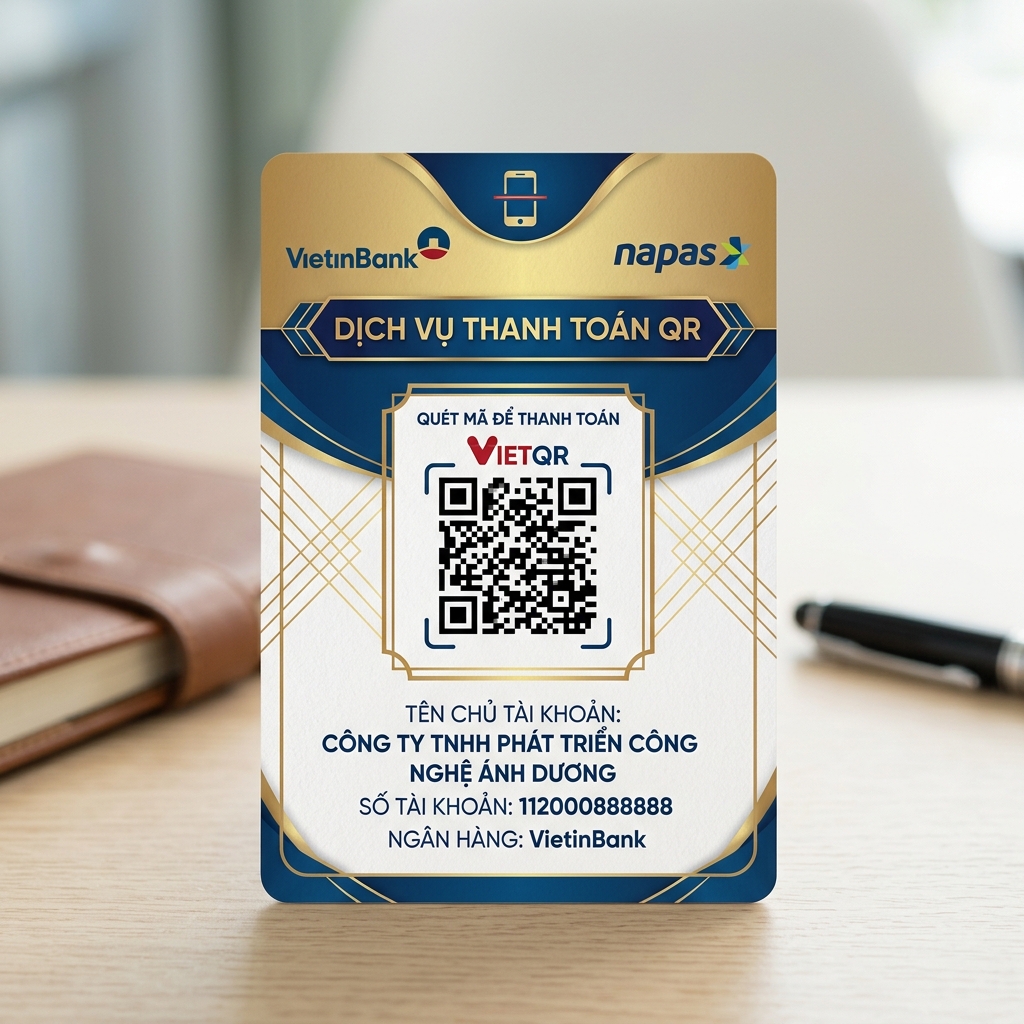 VietinBank
napas
DỊCH VỤ THANH TOÁN QR
QUÉT MÃ ĐỂ THANH TOÁN
VIETQR
TÊN CHỦ TÀI KHOẢN:
CÔNG TY TNHH PHÁT TRIỂN CÔNG
NGHỆ ÁNH DƯƠNG
SỐ TÀI KHOẢN: 112000888888
NGÂN HÀNG: VietinBank